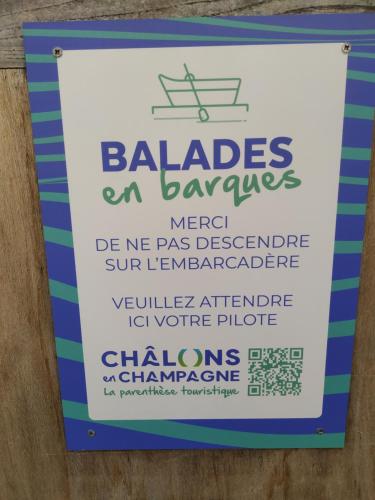 BALADES
en barques
MERCI
DE NE PAS DESCENDRE
SUR L'EMBARCADÈRE
VEUILLEZ ATTENDRE
ICI VOTRE PILOTE
CHÂLONS
en CHAMPAGNE
La parenthèse touristique